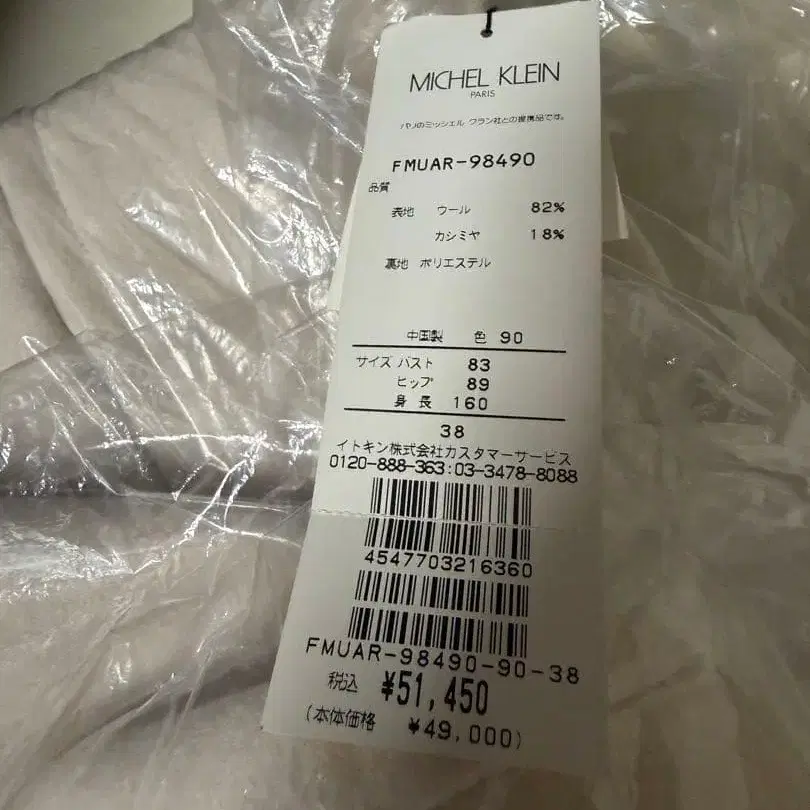 MICHEL KLEIN
PARIS
パリのミッシェル クラン社との提携品です。
FMUAR-98490
品質
表地 ウール 82%
カシミヤ 18%
裏地 ポリエステル
中国製 色 90
サイズ バスト 83
ヒップ 89
身長 160
38
イトキン株式会社カスタマーサービス
0120-888-363:03-3478-8088
4547703216360
FMUAR-98490-90-38
税込 ¥51,450
(本体価格 ¥49,000)